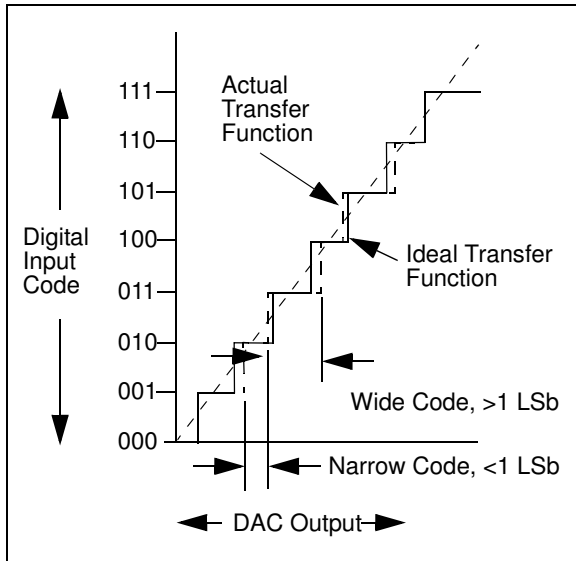 Actual
Transfer
Function
111
110
101
100
011
010
001
000
Digital
Input
Code
Ideal Transfer
Function
Wide Code, >1 LSb
Narrow Code, <1 LSb
DAC Output